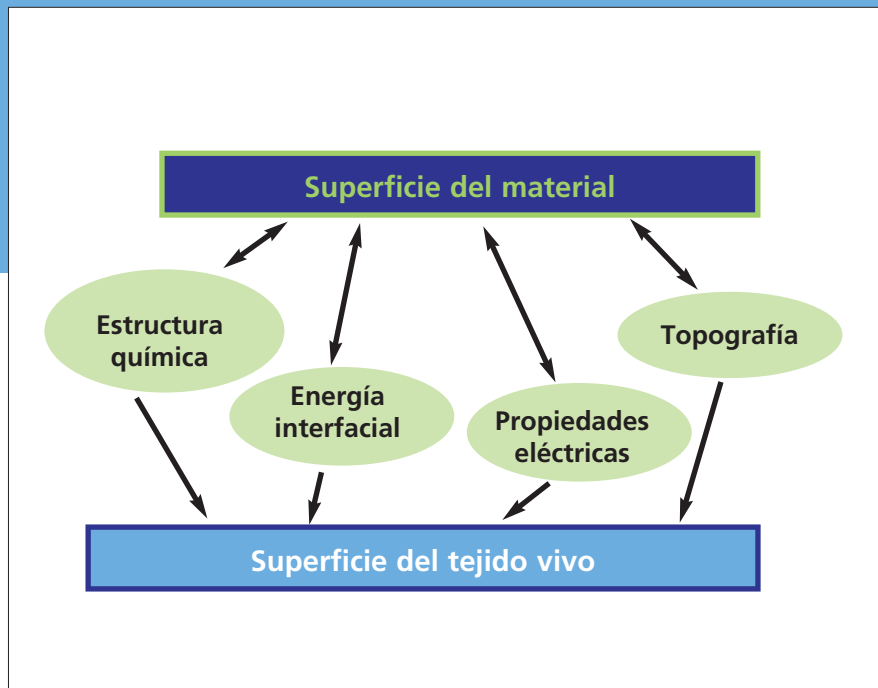 Superficie del material
Estructura
química
Energía
interfacial
Propiedades
eléctricas
Topografía
Superficie del tejido vivo